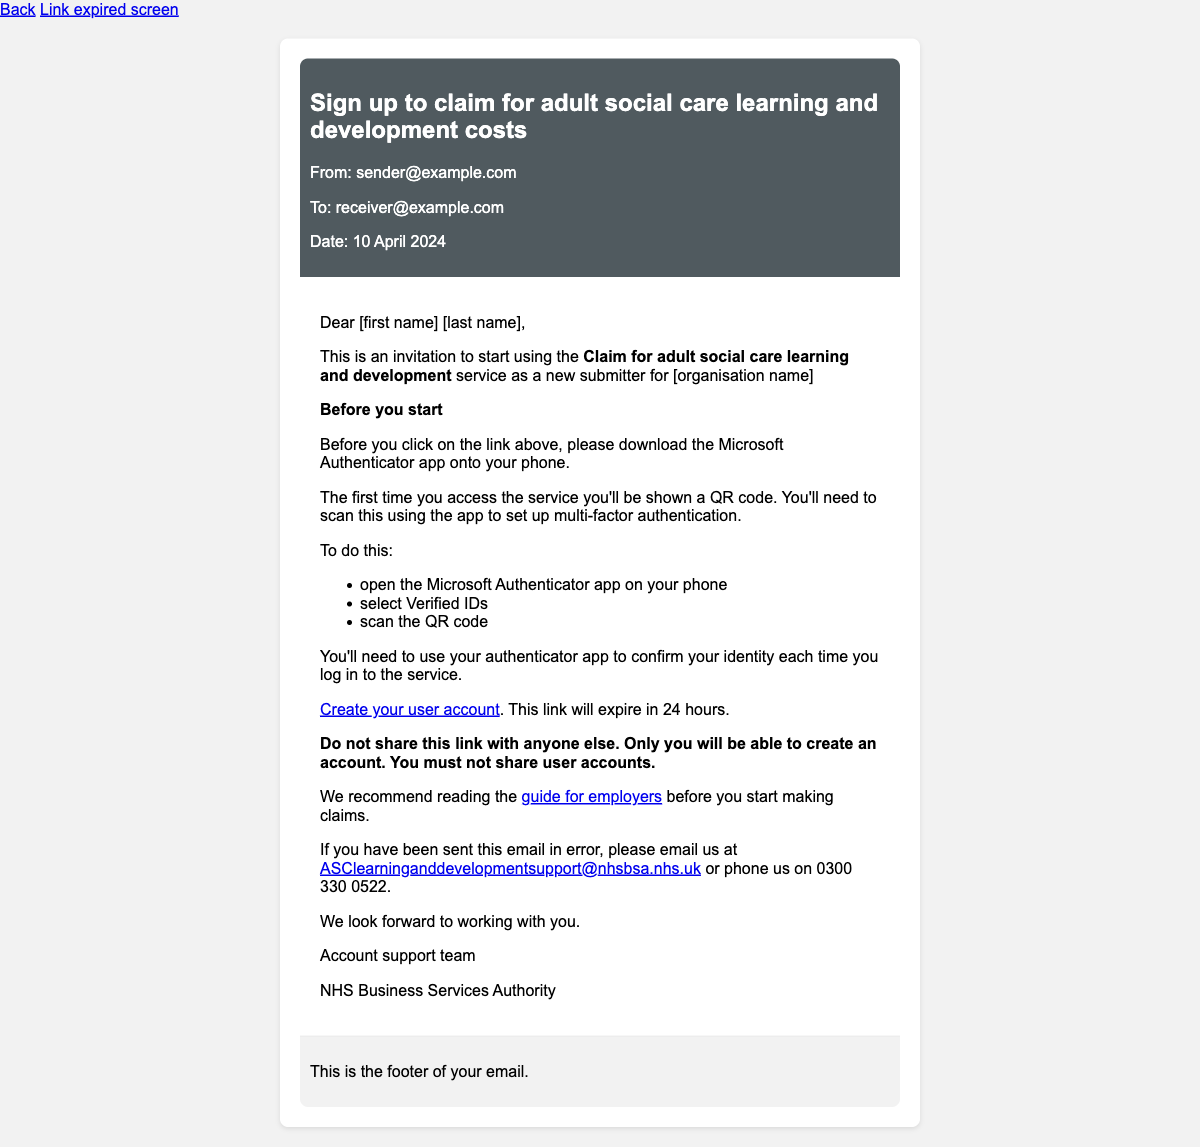 Back Link expired screen
Sign up to claim for adult social care learning and
development costs
From: sender@example.com
To: receiver@example.com
Date: 10 April 2024
Dear [first name] [last name],
This is an invitation to start using the Claim for adult social care learning
and development service as a new submitter for [organisation name]
Before you start
Before you click on the link above, please download the Microsoft
Authenticator app onto your phone.
The first time you access the service you'll be shown a QR code. You'll need to
scan this using the app to set up multi-factor authentication.
To do this:
• open the Microsoft Authenticator app on your phone
• select Verified IDs
• scan the QR code
You'll need to use your authenticator app to confirm your identity each time you
log in to the service.
Create your user account. This link will expire in 24 hours.
Do not share this link with anyone else. Only you will be able to create an
account. You must not share user accounts.
We recommend reading the guide for employers before you start making
claims.
If you have been sent this email in error, please email us at
ASClearninganddevelopmentsupport@nhsbsa.nhs.uk or phone us on 0300
330 0522.
We look forward to working with you.
Account support team
NHS Business Services Authority
This is the footer of your email.